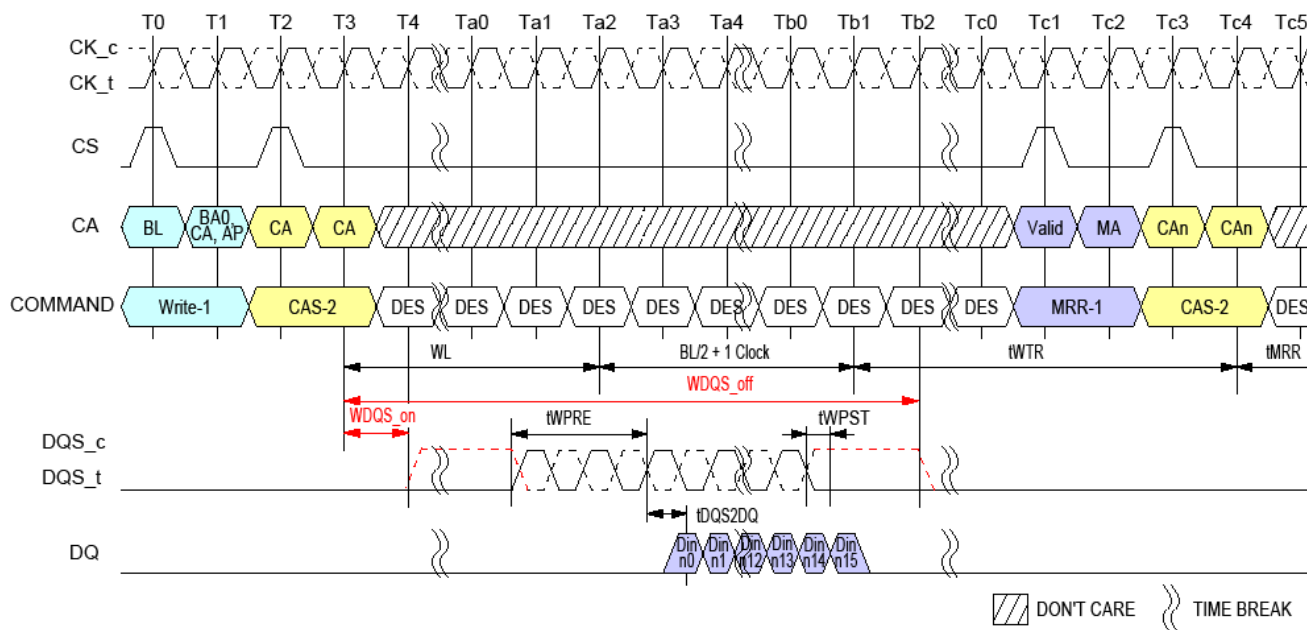 T0 T1 T2 T3 T4 Ta0 Ta1 Ta2 Ta3 Ta4 Tb0 Tb1 Tb2 Tc0 Tc1 Tc2 Tc3 Tc4 Tc5
CK_c
CK_t
CS
CA BL BA0, CA, AP CA CA Valid MA CAn CAn
COMMAND Write-1 CAS-2 DES DES DES DES DES DES DES DES DES DES MRR-1 CAS-2 DES
WL BL/2 + 1 Clock tWTR tMRR
WDQS_off
WDQS_on tWPRE tWPST
DQS_c
DQS_t
tDQS2DQ
DQ Din n0 Din n1 Din n12 Din n13 Din n14 Din n15
DON'T CARE TIME BREAK